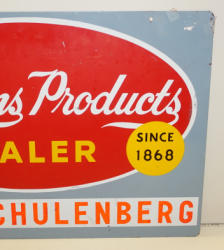 ns Products
ALER
SINCE
1868
CHULENBERG